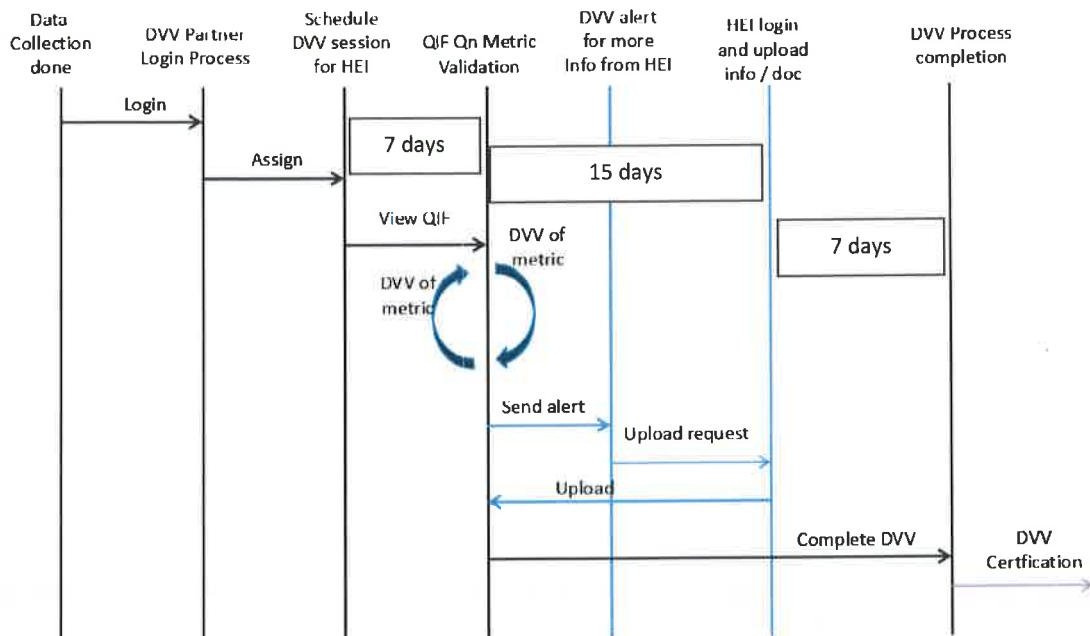 Data
Collection
done
DVV Partner
Login Process
Schedule
DVV session
for HEI
QIF Qn Metric
Validation
DVV alert
for more
Info from HEI
HEI login
and upload
info / doc
DVV Process
completion
Login
7 days
Assign
15 days
View QIF
DVV of
metric
7 days
DVV of
metric
Send alert
Upload request
Upload
Complete DVV
DVV
Certfication